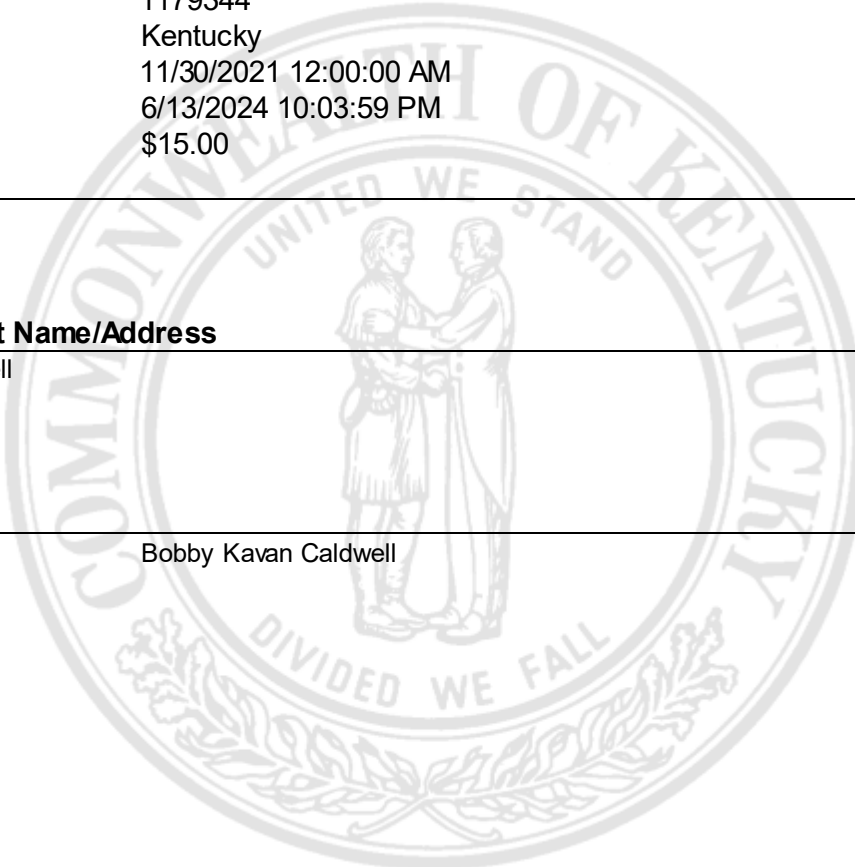 1179344
Kentucky
11/30/2021 12:00:00 AM
6/13/2024 10:03:59 PM
$15.00
COMMONWEALTH OF KENTUCKY
UNITED WE STAND
t Name/Address
ll
Bobby Kavan Caldwell
DIVIDED WE FALL